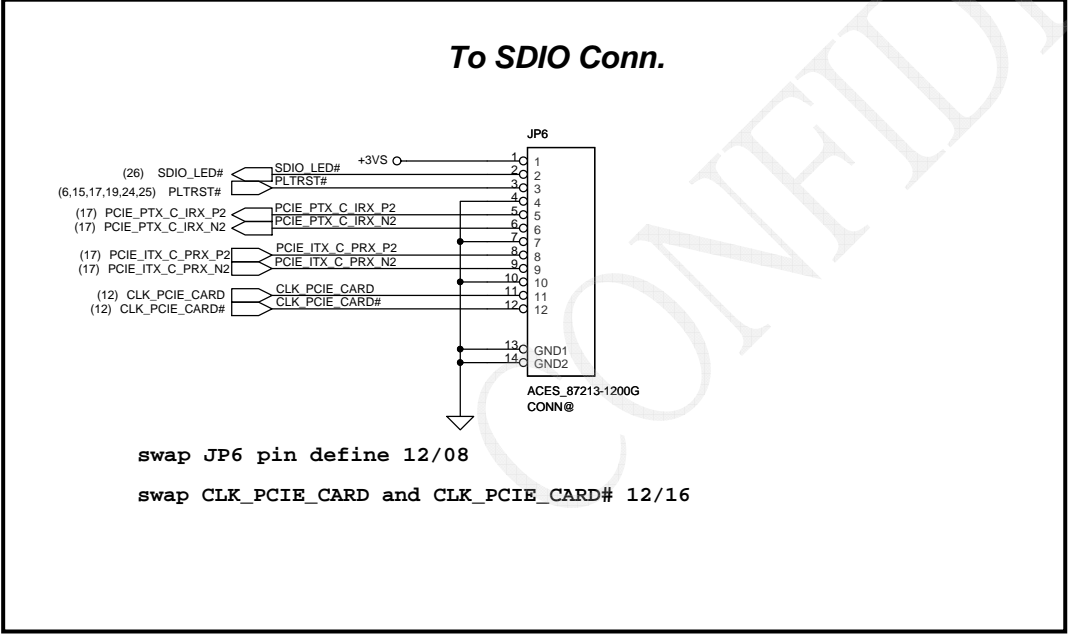 To SDIO Conn.
JP6
+3VS 1 1
(26) SDIO_LED# SDIO_LED# 2 2
(6,15,17,19,24,25) PLTRST# PLTRST# 3 3
4 4
(17) PCIE_PTX_C_IRX_P2 PCIE_PTX_C_IRX_P2 5 5
(17) PCIE_PTX_C_IRX_N2 PCIE_PTX_C_IRX_N2 6 6
7 7
(17) PCIE_ITX_C_PRX_P2 PCIE_ITX_C_PRX_P2 8 8
(17) PCIE_ITX_C_PRX_N2 PCIE_ITX_C_PRX_N2 9 9
10 10
(12) CLK_PCIE_CARD CLK_PCIE_CARD 11 11
(12) CLK_PCIE_CARD# CLK_PCIE_CARD# 12 12
13 GND1
14 GND2
ACES_87213-1200G
CONN@
swap JP6 pin define 12/08
swap CLK_PCIE_CARD and CLK_PCIE_CARD# 12/16
CONFID